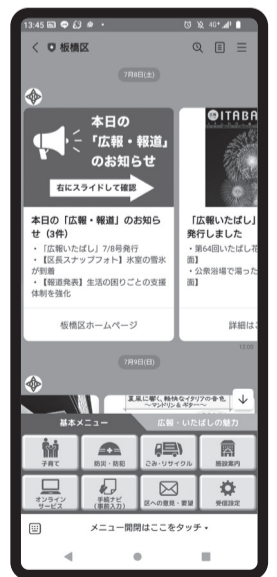 13:45
4G+
板橋区
7月8日(土)
本日の
「広報・報道」
のお知らせ
右にスライドして確認
本日の「広報・報道」のお知ら
せ（3件）
・「広報いたばし」7/8号発行
・【区長スナップフォト】氷室の雪氷
が到着
・【報道発表】生活の困りごとの支援
体制を強化
板橋区ホームページ
ITABA
「広報いたばし」
発行しました
・第64回いたばし花
面】
・公衆浴場で湯った
面】
詳細は
12:00
7月9日(日)
夏風に響く、軽快なイタリアの音色
～マンドリン&ギター～
基本メニュー
広報・いたばしの魅力
子育て
防災・防犯
ごみ・リサイクル
施設案内
オンライン
サービス
手続ナビ
(事前入力)
区への意見・要望
受信設定
メニュー開閉はここをタッチ